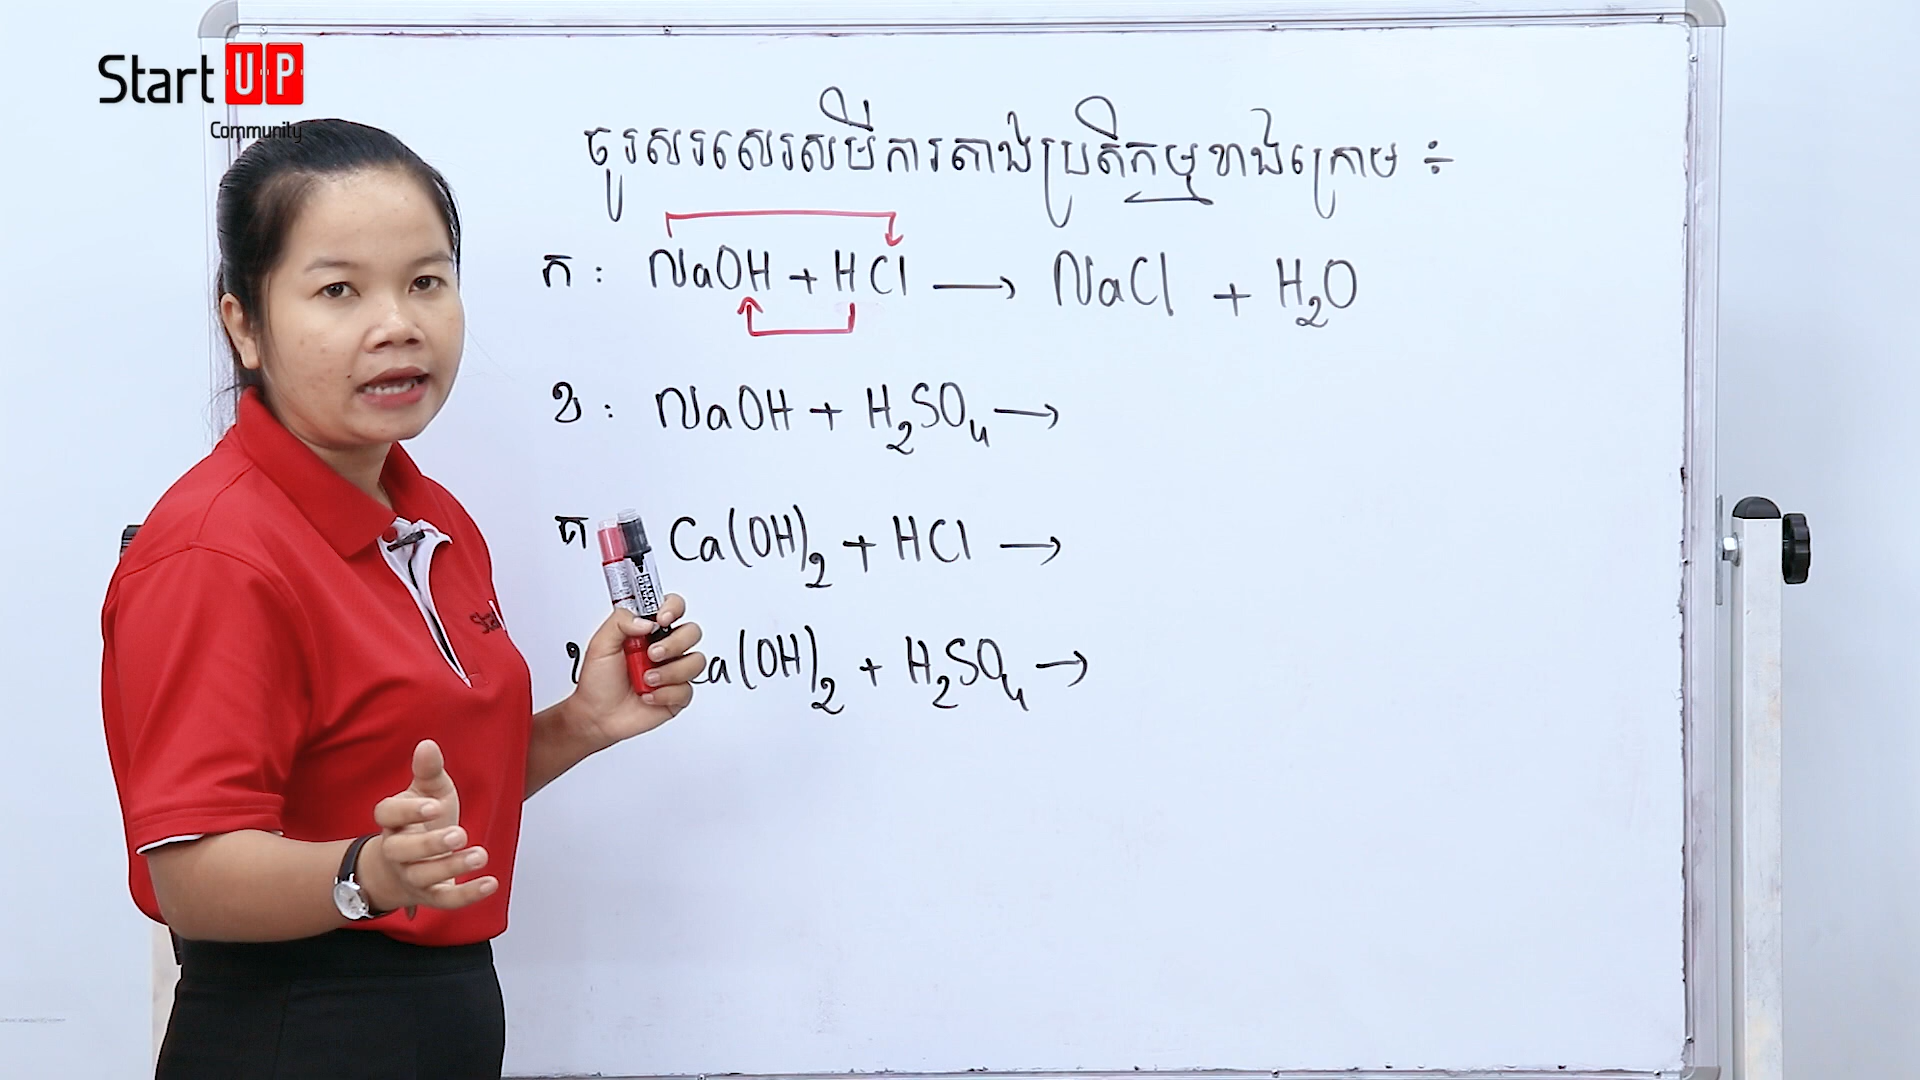 Start UP
Community
ចូរសរសេរសមីការតាងប្រតិកម្មខាងក្រោម ÷
ក : NaOH + HCl ⟶ NaCl + H₂O
ខ : NaOH + H₂SO₄ ⟶
គ Ca(OH)₂ + HCl ⟶
a(OH)₂ + H₂SO₄ ⟶